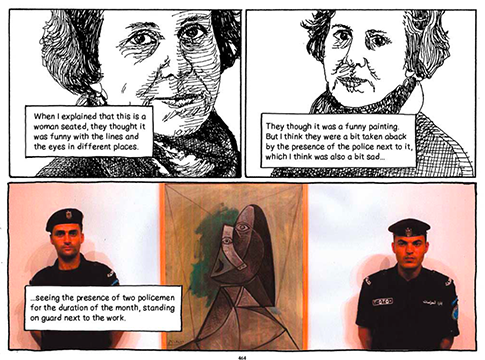 When I explained that this is a
woman seated, they thought it
was funny with the lines and
the eyes in different places.
They though it was a funny painting.
But I think they were a bit taken aback
by the presence of the police next to it,
which I think was also a bit sad...
...seeing the presence of two policemen
for the duration of the month, standing
on guard next to the work.